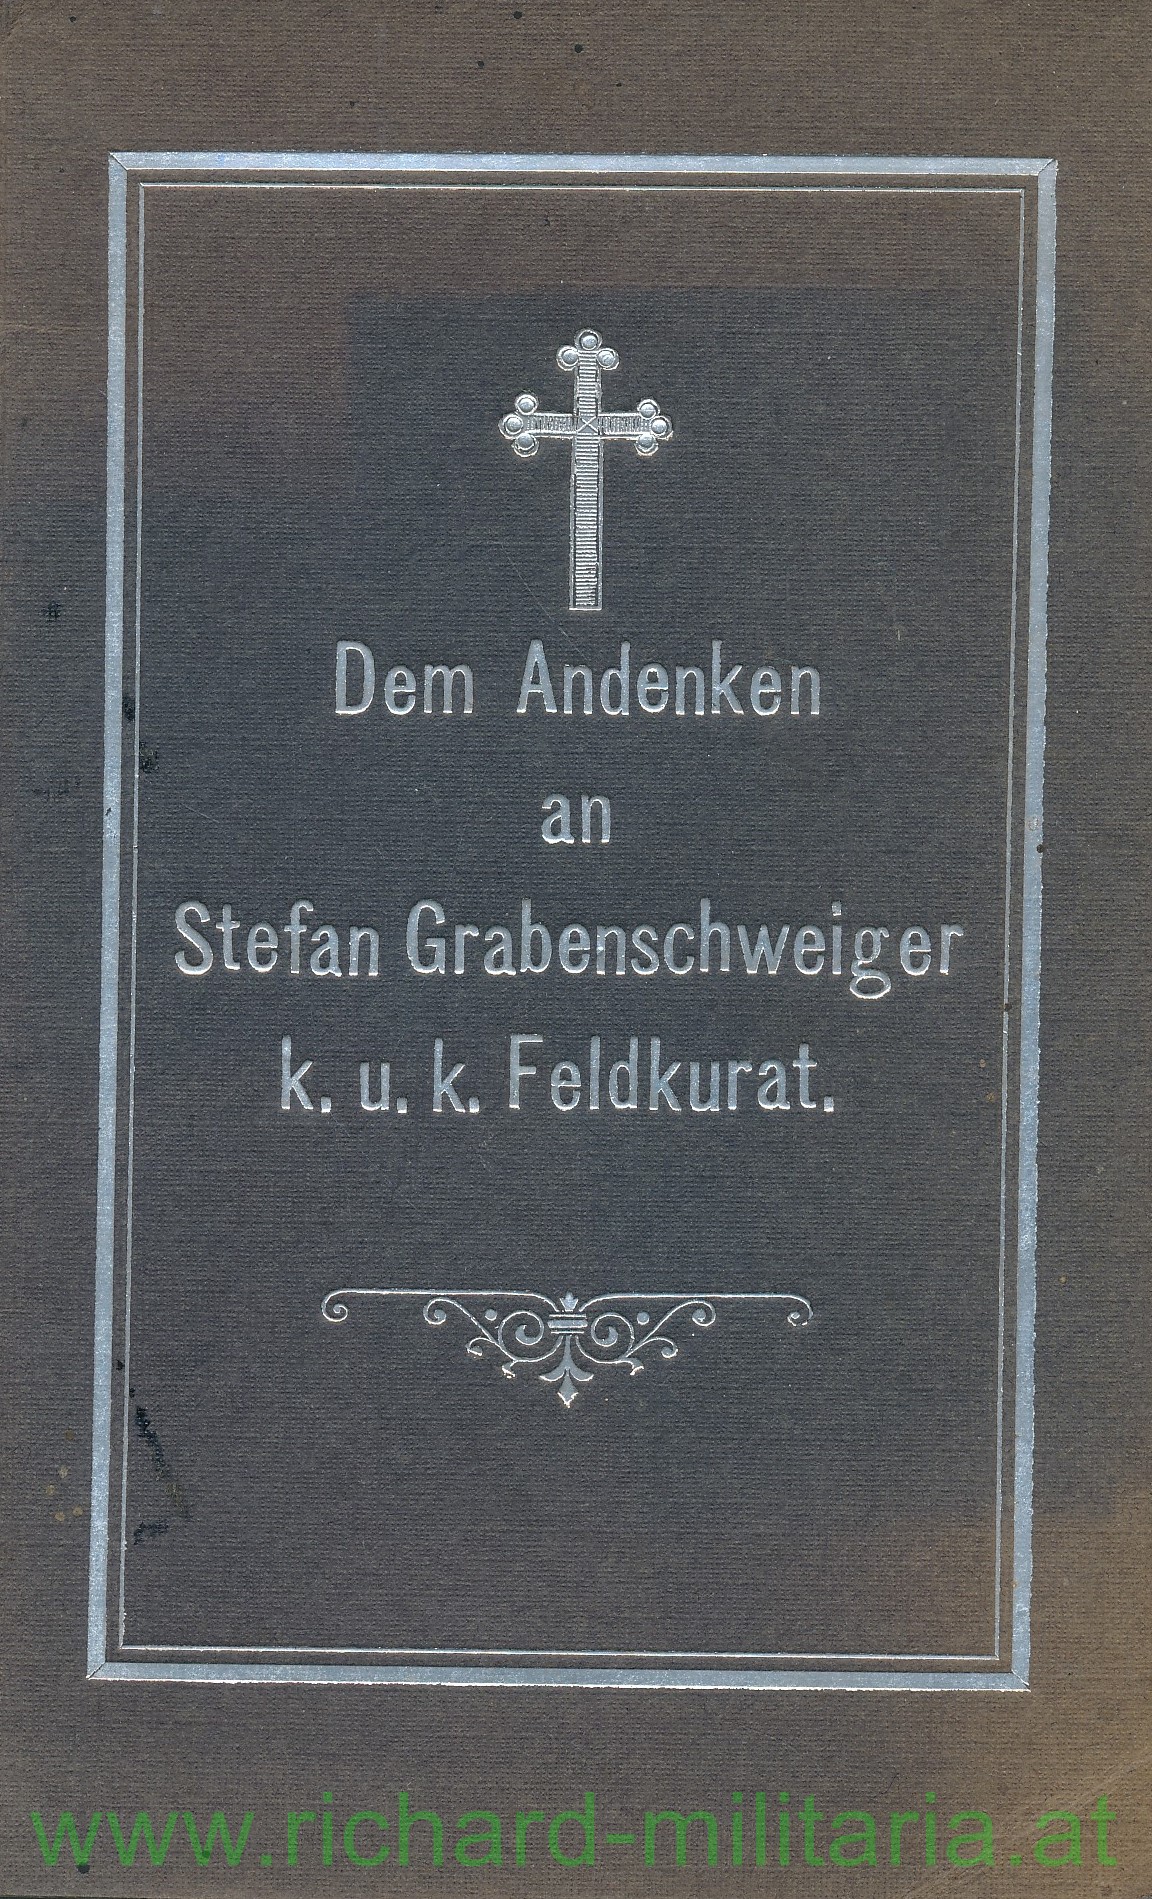 Dem Andenken
an
Stefan Grabenschweiger
k. u. k. Feldkurat.
www.richard-militaria.at